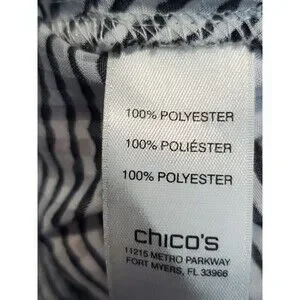 100% POLYESTER
100% POLIÉSTER
100% POLYESTER
chico's
11215 METRO PARKWAY
FORT MYERS, FL 33966